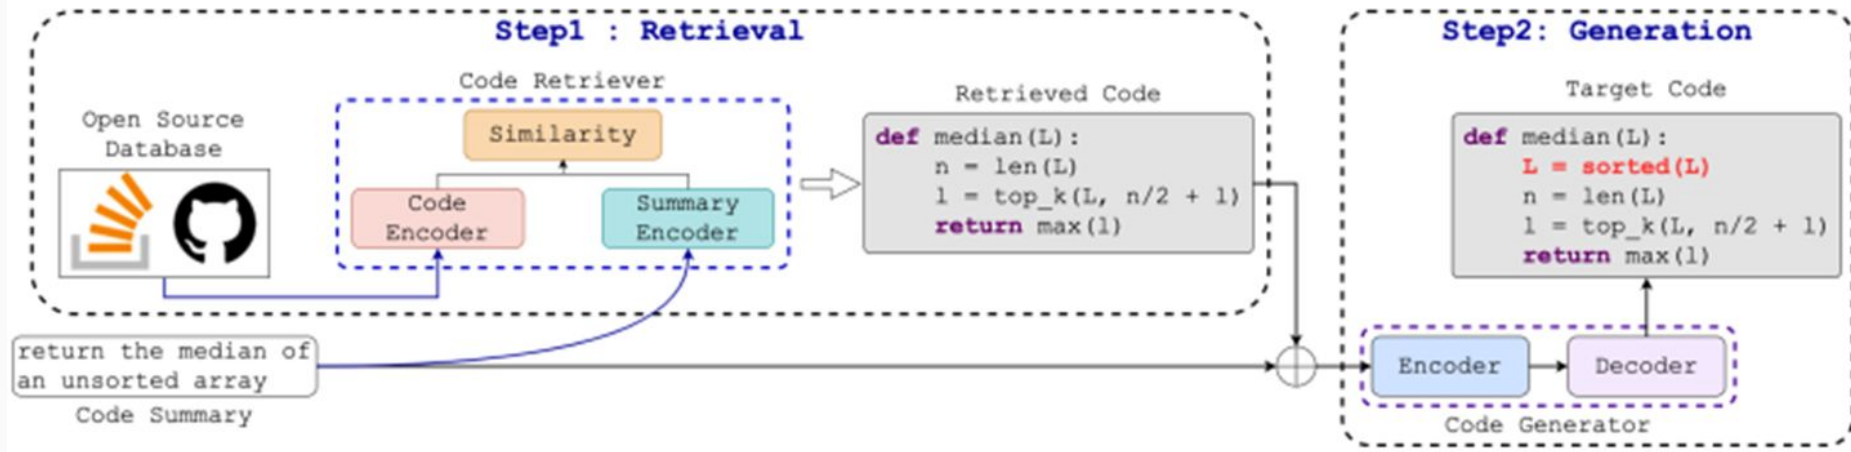 Step1 : Retrieval
Code Retriever
Open Source
Database
Similarity
Code
Encoder
Summary
Encoder
Retrieved Code
def median(L):
n = len(L)
l = top_k(L, n/2 + 1)
return max(l)
return the median of
an unsorted array
Code Summary
Step2: Generation
Target Code
def median(L):
L = sorted(L)
n = len(L)
l = top_k(L, n/2 + 1)
return max(l)
Encoder
Decoder
Code Generator